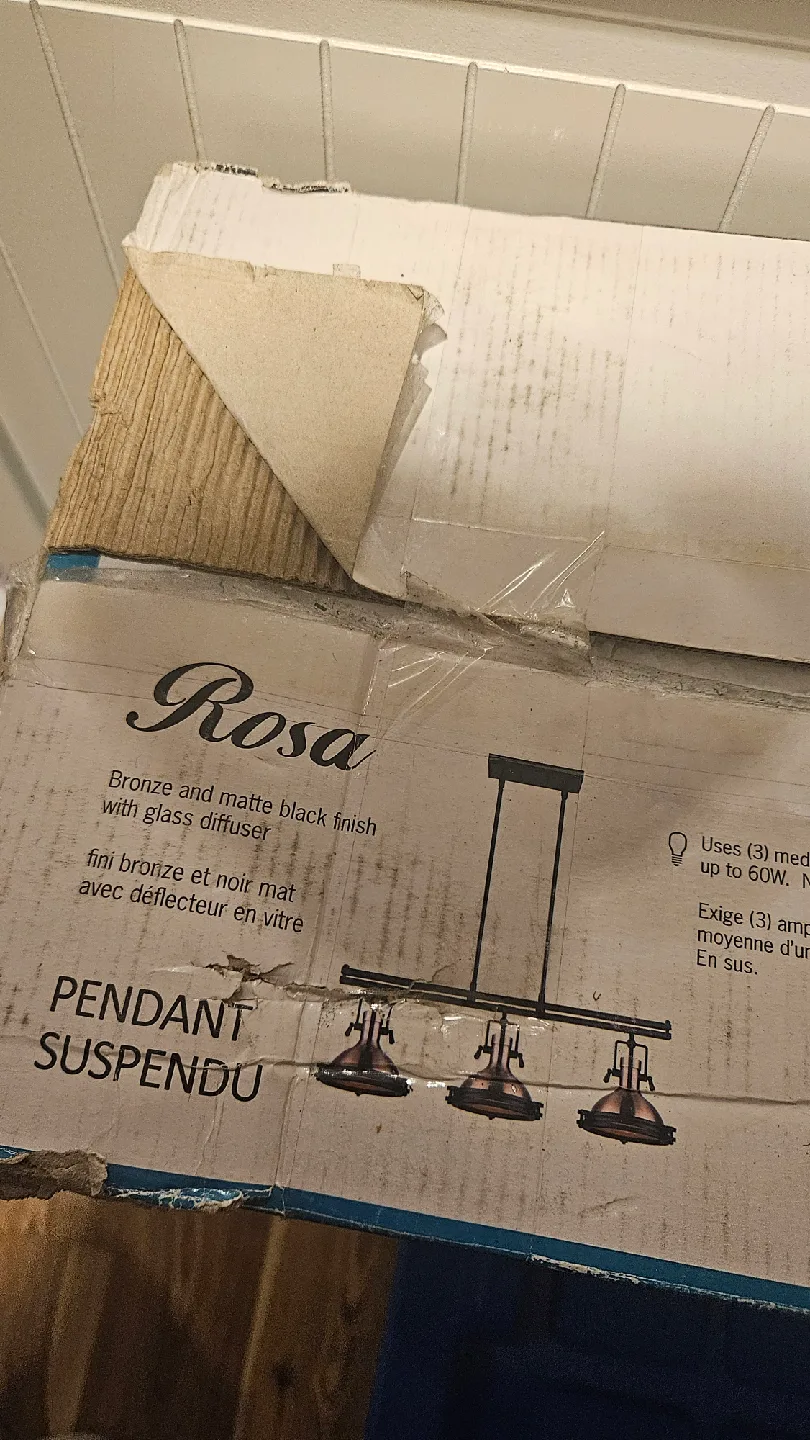 Rosa
Bronze and matte black finish
with glass diffuser
fini bronze et noir mat
avec déflecteur en vitre
PENDANT
SUSPENDU
Uses (3)
up to 60W.
Exige (3)
moyenne
En sus.